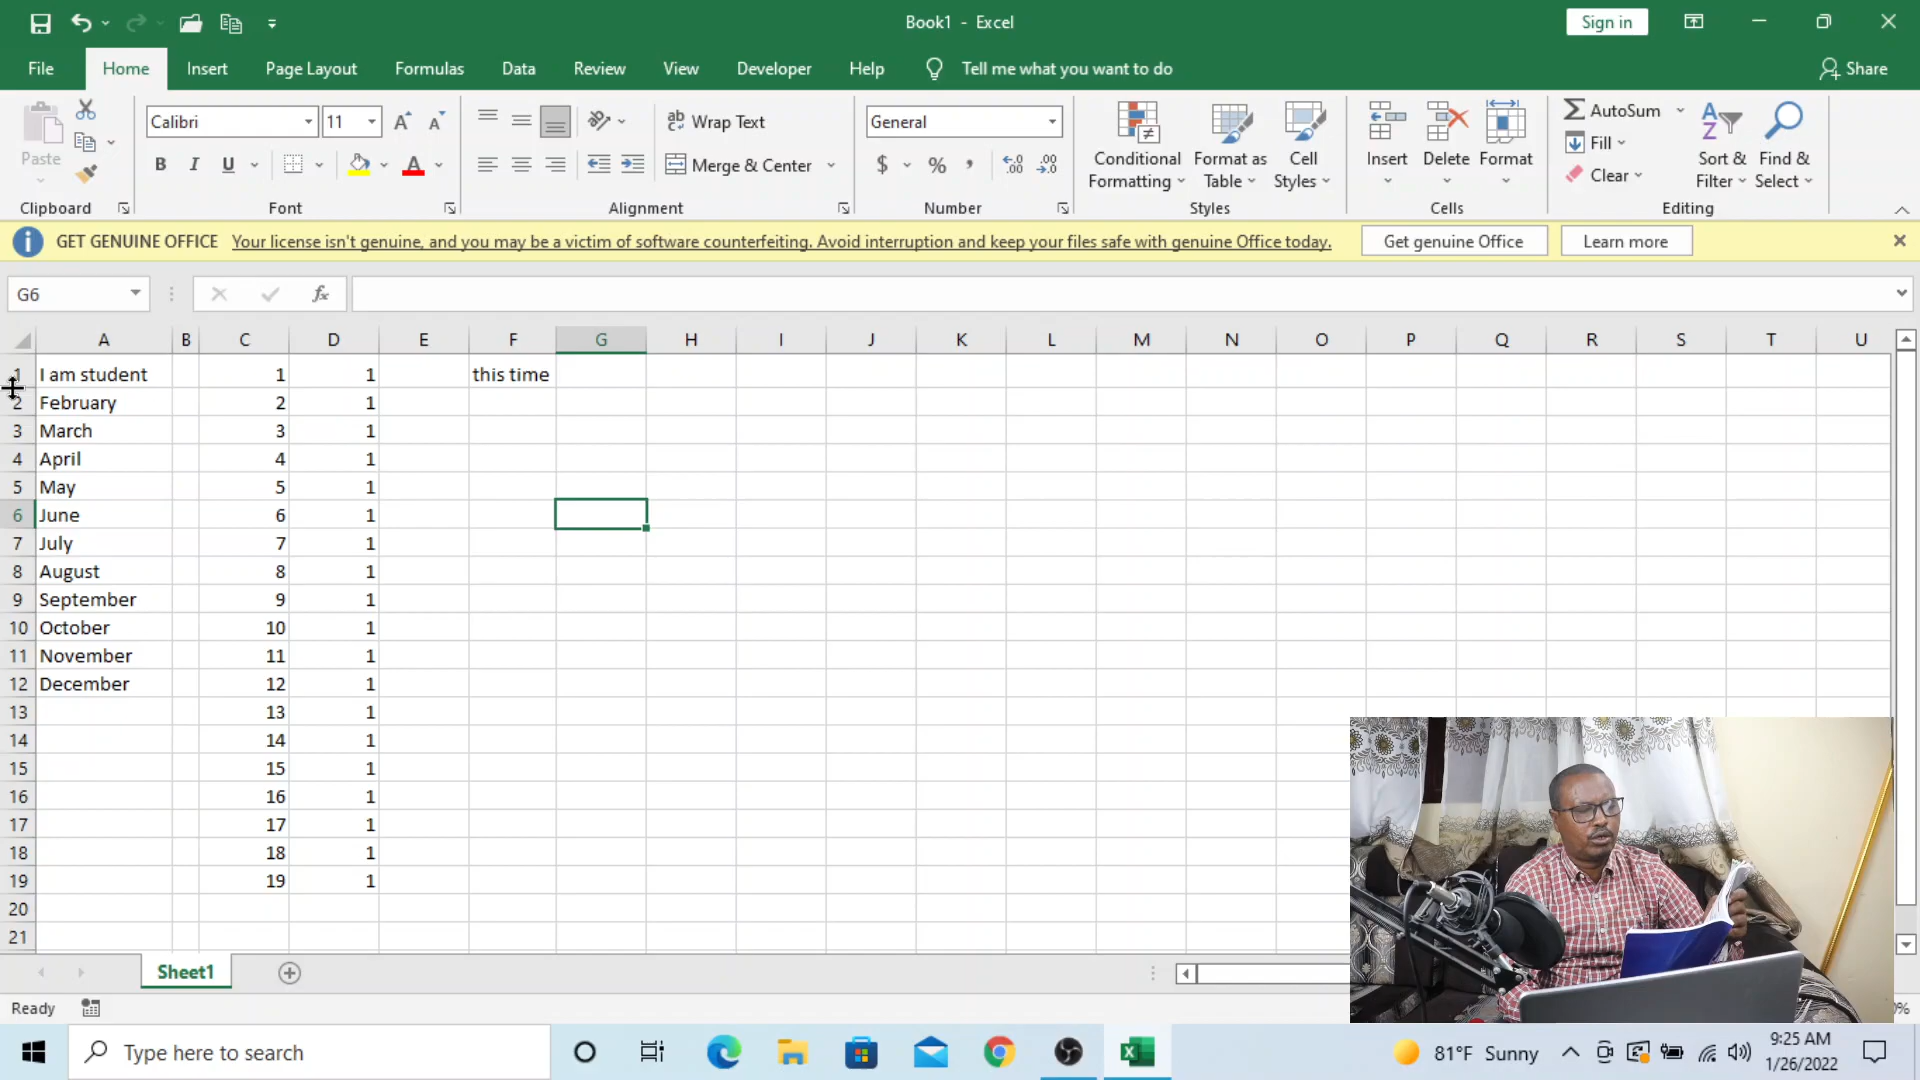 Book1 - Excel
Sign in
File Home Insert Page Layout Formulas Data Review View Developer Help Tell me what you want to do Share
Paste
Calibri 11
Wrap Text
Merge & Center
General
Conditional Formatting
Format as Table
Cell Styles
Insert Delete Format
AutoSum
Fill
Clear
Sort & Filter
Find & Select
Clipboard Font Alignment Number Styles Cells Editing
GET GENUINE OFFICE Your license isn't genuine, and you may be a victim of software counterfeiting. Avoid interruption and keep your files safe with genuine Office today. Get genuine Office Learn more
G6 fx
A B C D E F G H I J K L M N O P Q R S T U
1 I am student 1 1 this time
2 February 2 1
3 March 3 1
4 April 4 1
5 May 5 1
6 June 6 1
7 July 7 1
8 August 8 1
9 September 9 1
10 October 10 1
11 November 11 1
12 December 12 1
13 13 1
14 14 1
15 15 1
16 16 1
17 17 1
18 18 1
19 19 1
20
21
Sheet1
Ready
Type here to search
81°F Sunny
9:25 AM
1/26/2022